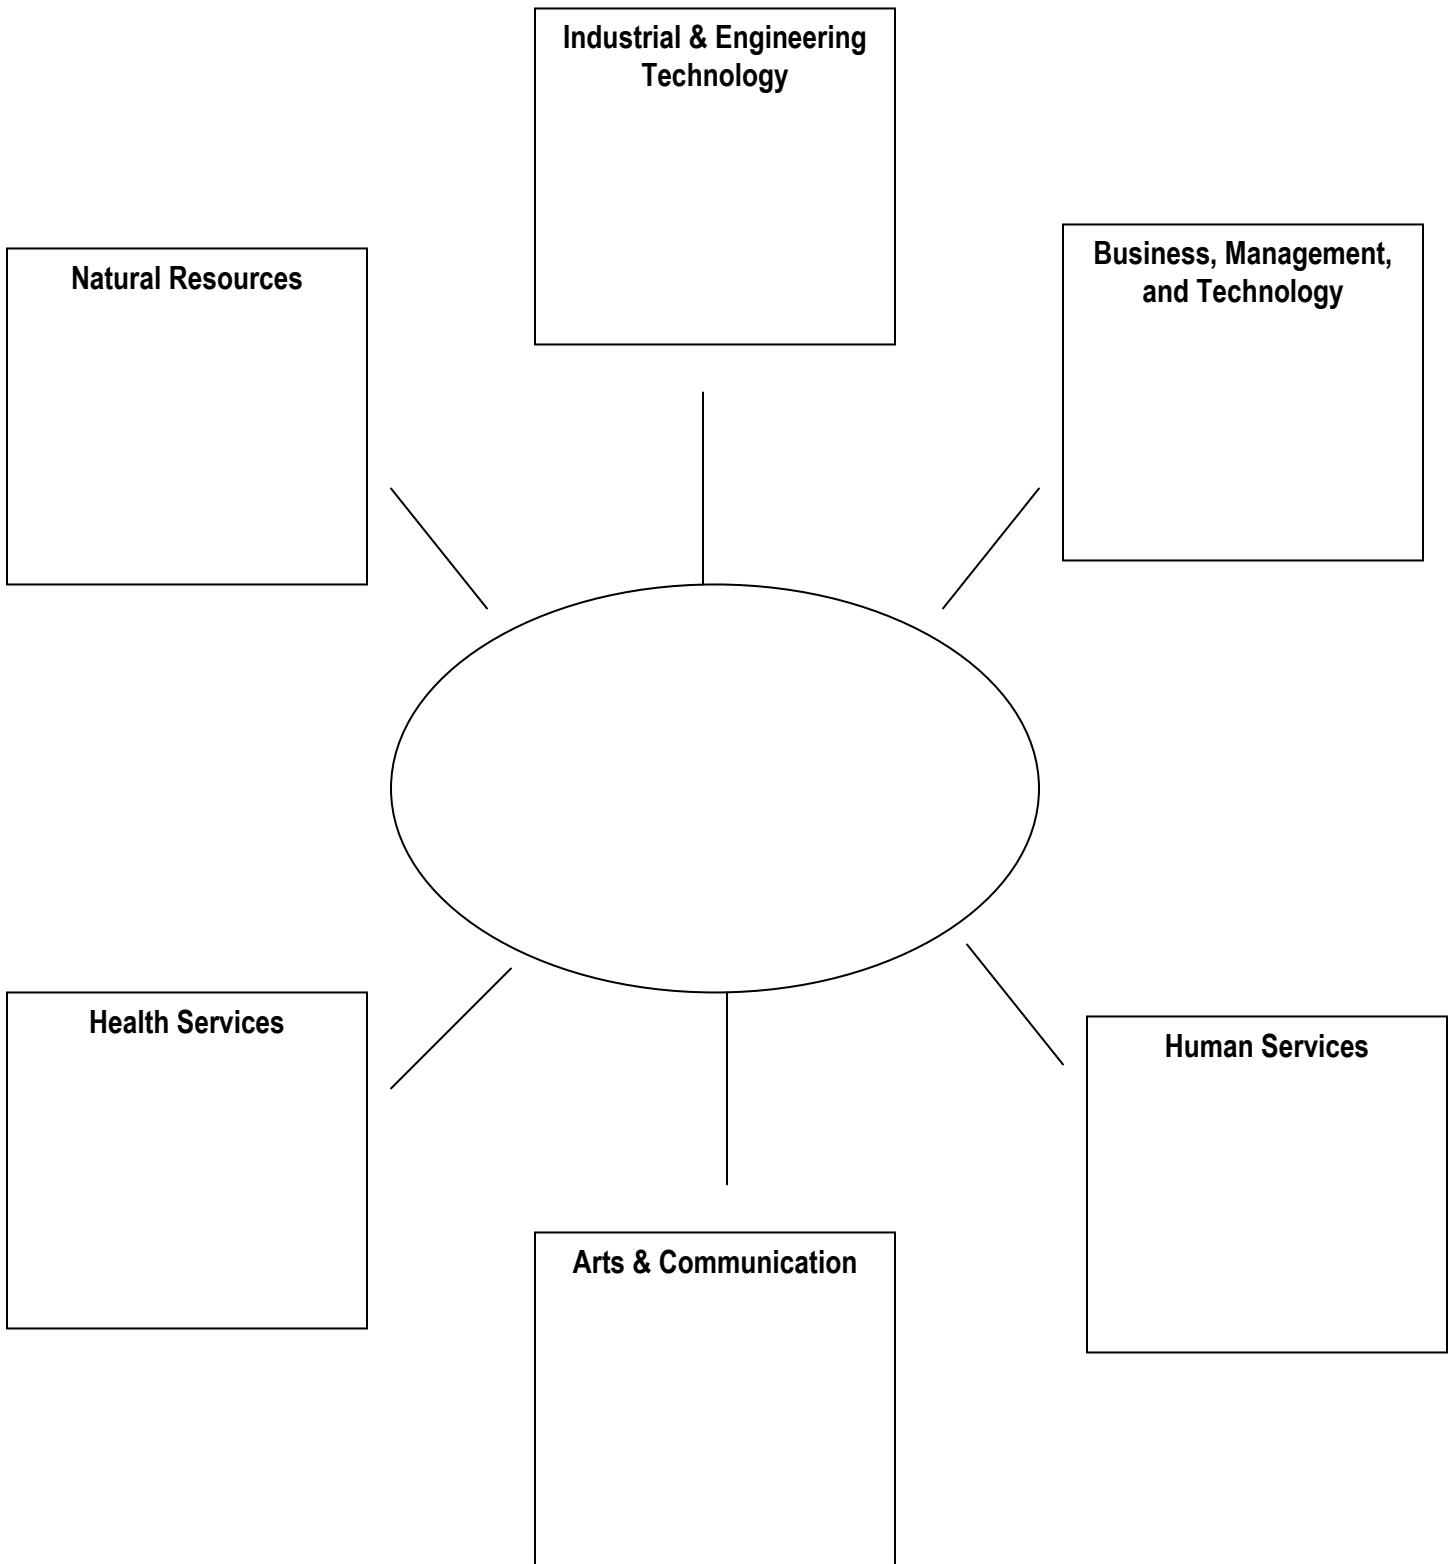 Industrial & Engineering
Technology
Natural Resources
Business, Management,
and Technology
Health Services
Human Services
Arts & Communication